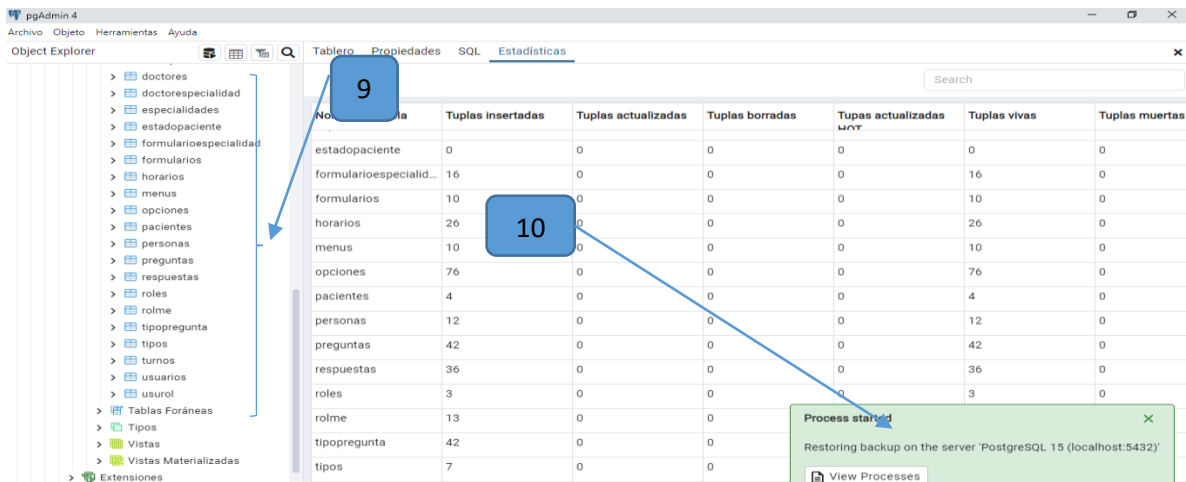 pgAdmin 4
Archivo Objeto Herramientas Ayuda
Object Explorer
Tablero Propiedades SQL Estadísticas
doctores
doctorespecialidad
especialidades
estadopaciente
formularioespecialidad
formularios
horarios
menus
opciones
pacientes
personas
preguntas
respuestas
roles
rolme
tipopregunta
tipos
turnos
usuarios
usurol
Tablas Foráneas
Tipos
Vistas
Vistas Materializadas
Extensiones
9
Search
Tuplas insertadas Tuplas actualizadas Tuplas borradas Tupas actualizadas HOT Tuplas vivas Tuplas muertas
estadopaciente 0 0 0 0 0 0
formularioespecialid... 16 0 0 0 16 0
formularios 10 0 0 0 10 0
horarios 26 0 0 0 26 0
10
menus 10 0 0 0 10 0
opciones 76 0 0 0 76 0
pacientes 4 0 0 0 4 0
personas 12 0 0 0 12 0
preguntas 42 0 0 0 42 0
respuestas 36 0 0 0 36 0
roles 3 0 0 0 3 0
rolme 13 0 0
tipopregunta 42 0 0
tipos 7 0 0
Process started
Restoring backup on the server 'PostgreSQL 15 (localhost:5432)'
View Processes